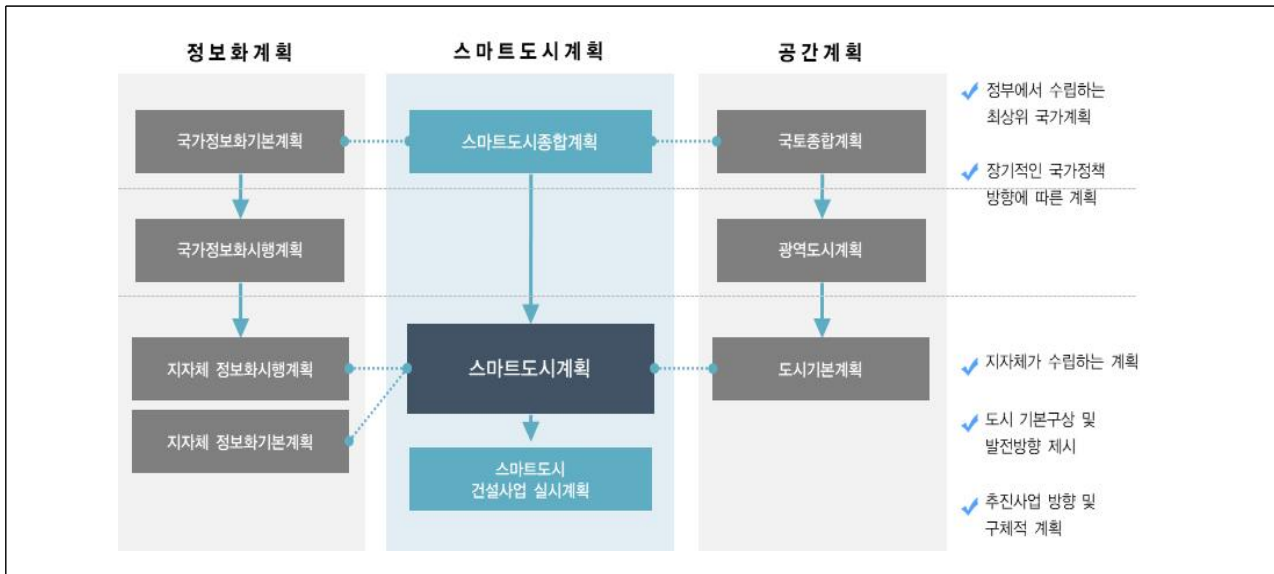 정보화계획
스마트도시계획
공간계획
국가정보화기본계획
스마트도시종합계획
국토종합계획
정부에서 수립하는
최상위 국가계획
장기적인 국가정책
방향에 따른 계획
국가정보화시행계획
광역도시계획
지자체 정보화시행계획
스마트도시계획
도시기본계획
지자체 정보화기본계획
스마트도시
건설사업 실시계획
지자체가 수립하는 계획
도시 기본구상 및
발전방향 제시
추진사업 방향 및
구체적 계획